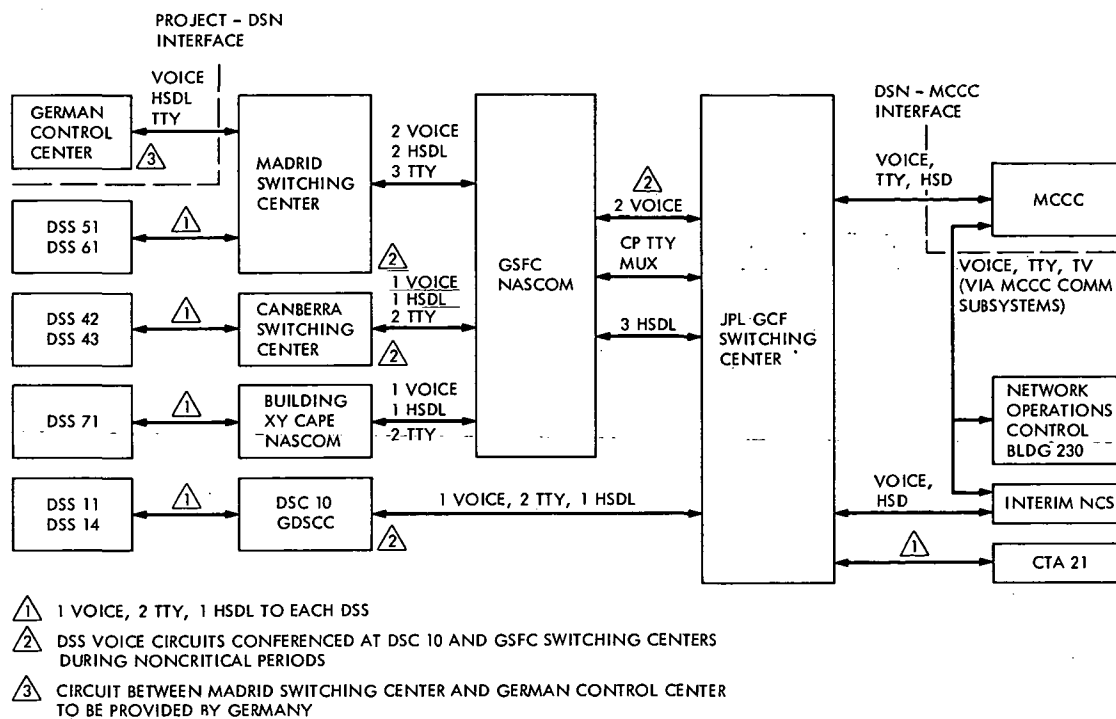 PROJECT – DSN
INTERFACE
VOICE
HSDL
TTY
GERMAN
CONTROL
CENTER
3
MADRID
SWITCHING
CENTER
2 VOICE
2 HSDL
3 TTY
DSS 51
DSS 61
1
2
1 VOICE
1 HSDL
2 TTY
DSS 42
DSS 43
1
CANBERRA
SWITCHING
CENTER
2
DSS 71
1
BUILDING
XY CAPE
NASCOM
1 VOICE
1 HSDL
2 TTY
DSS 11
DSS 14
1
DSC 10
GDSCC
2
1 VOICE, 2 TTY, 1 HSDL
GSFC
NASCOM
2
2 VOICE
CP TTY
MUX
3 HSDL
JPL GCF
SWITCHING
CENTER
DSN – MCCC
INTERFACE
VOICE,
TTY, HSD
MCCC
VOICE, TTY, TV
(VIA MCCC COMM
SUBSYSTEMS)
NETWORK
OPERATIONS
CONTROL
BLDG 230
VOICE,
HSD
INTERIM NCS
1
CTA 21
1 1 VOICE, 2 TTY, 1 HSDL TO EACH DSS
2 DSS VOICE CIRCUITS CONFERENCED AT DSC 10 AND GSFC SWITCHING CENTERS
DURING NONCRITICAL PERIODS
3 CIRCUIT BETWEEN MADRID SWITCHING CENTER AND GERMAN CONTROL CENTER
TO BE PROVIDED BY GERMANY